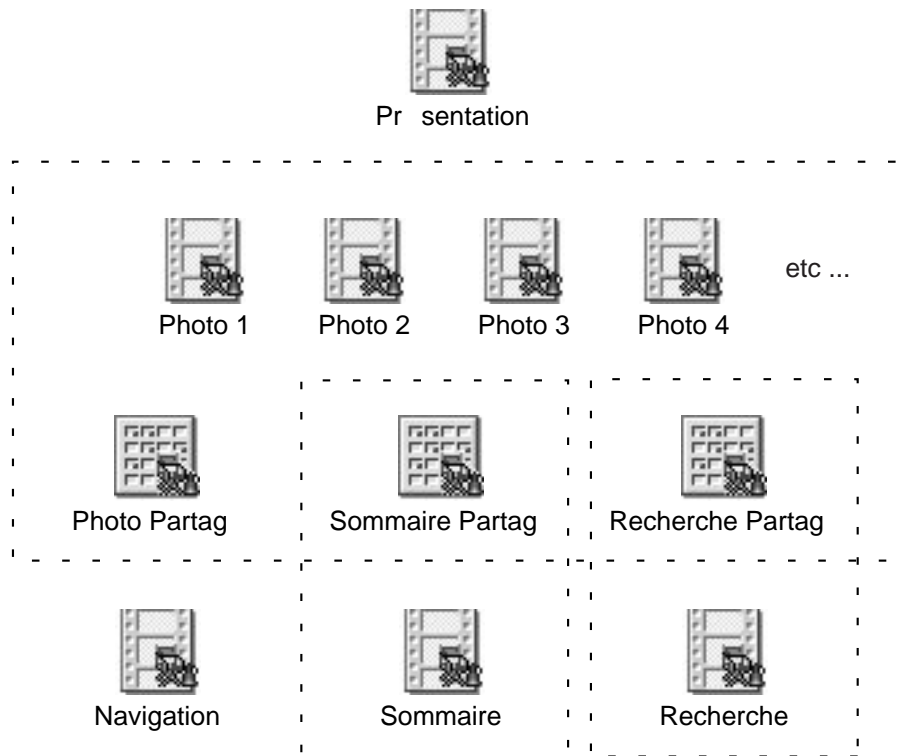 Pr sentation
Photo 1 Photo 2 Photo 3 Photo 4 etc ...
Photo Partag Sommaire Partag Recherche Partag
Navigation Sommaire Recherche